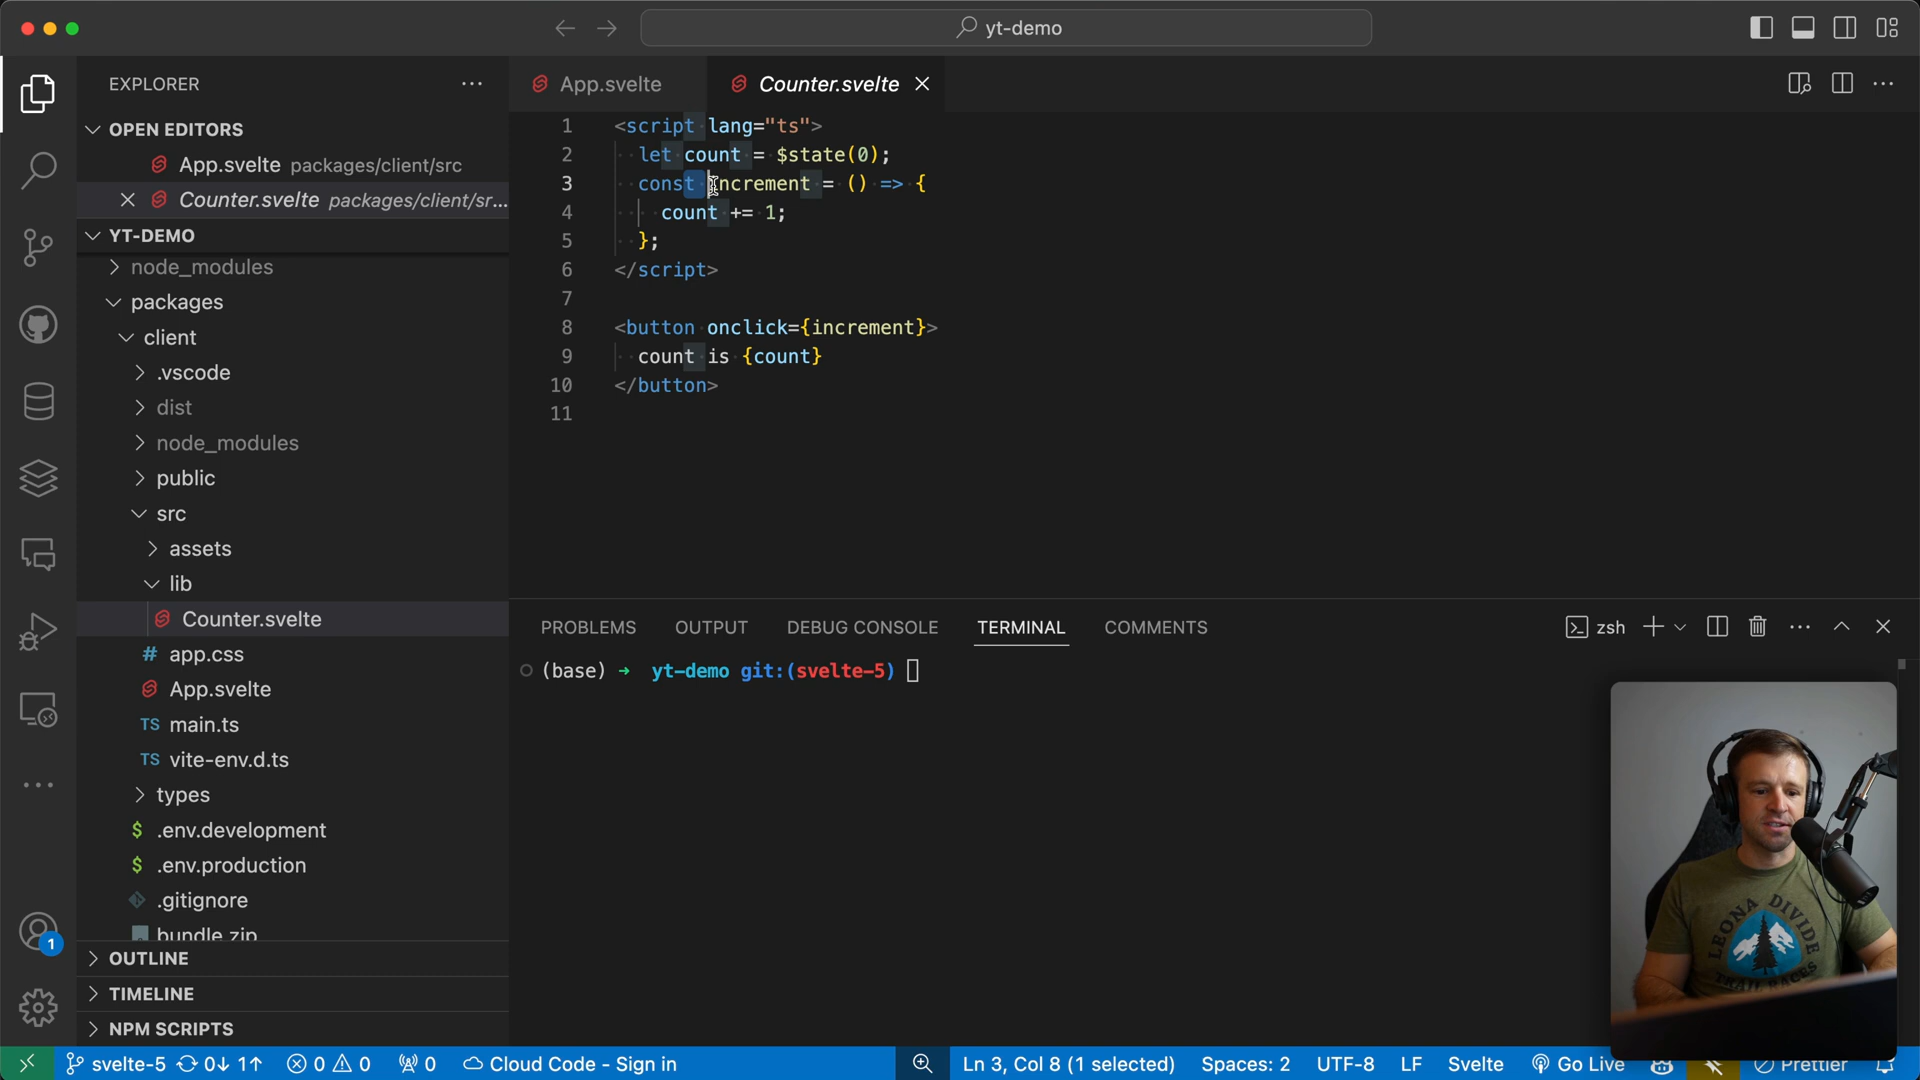 yt-demo
EXPLORER
OPEN EDITORS
App.svelte packages/client/src
Counter.svelte packages/client/sr...
YT-DEMO
node_modules
packages
client
.vscode
dist
node_modules
public
src
assets
lib
Counter.svelte
# app.css
App.svelte
TS main.ts
TS vite-env.d.ts
types
$ .env.development
$ .env.production
.gitignore
bundle.zip
OUTLINE
TIMELINE
NPM SCRIPTS
1
App.svelte
Counter.svelte
1 <script lang="ts">
2 let count = $state(0);
3 const increment = () => {
4 count += 1;
5 };
6 </script>
7
8 <button onclick={increment}>
9 count is {count}
10 </button>
11
PROBLEMS OUTPUT DEBUG CONSOLE TERMINAL COMMENTS
zsh
(base) → yt-demo git:(svelte-5)
LEONA DIVIDE
TRAIL RACES
svelte-5 0↓ 1↑ 0 0 0 Cloud Code - Sign in
Ln 3, Col 8 (1 selected) Spaces: 2 UTF-8 LF Svelte Go Live Prettier